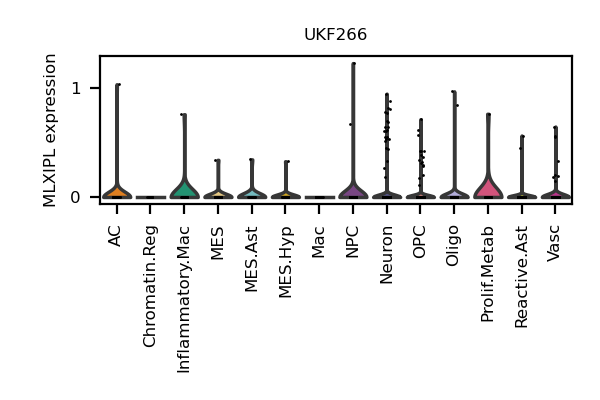 UKF266
MLXIPL expression
1
0
AC
Chromatin.Reg
Inflammatory.Mac
MES
MES.Ast
MES.Hyp
Mac
NPC
Neuron
OPC
Oligo
Prolif.Metab
Reactive.Ast
Vasc